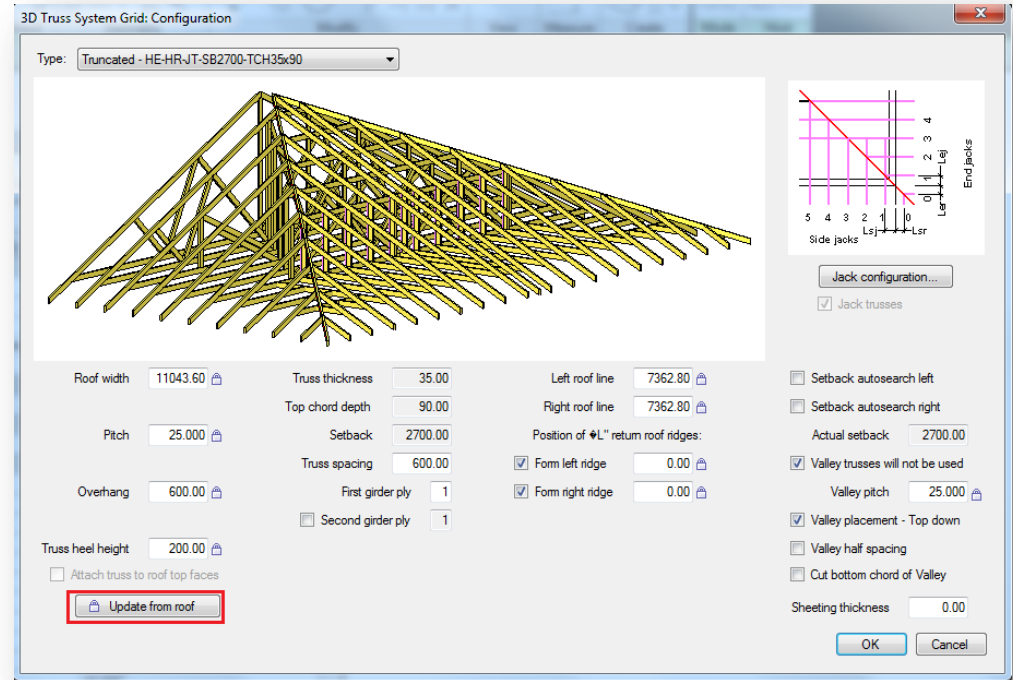 3D Truss System Grid: Configuration
Type: Truncated - HE-HR-JT-SB2700-TCH35x90
4
3
2
1
0
Lej
Ler
End jacks
5 4 3 2 1 0
Lsj Lsr
Side jacks
Jack configuration...
Jack trusses
Roof width 11043.60 Truss thickness 35.00 Left roof line 7362.80 Setback autosearch left
Top chord depth 90.00 Right roof line 7362.80 Setback autosearch right
Pitch 25.000 Setback 2700.00 Position of �L" return roof ridges: Actual setback 2700.00
Truss spacing 600.00 Form left ridge 0.00 Valley trusses will not be used
Overhang 600.00 First girder ply 1 Form right ridge 0.00 Valley pitch 25.000
Second girder ply 1 Valley placement - Top down
Truss heel height 200.00 Valley half spacing
Attach truss to roof top faces Cut bottom chord of Valley
Update from roof Sheeting thickness 0.00
OK Cancel